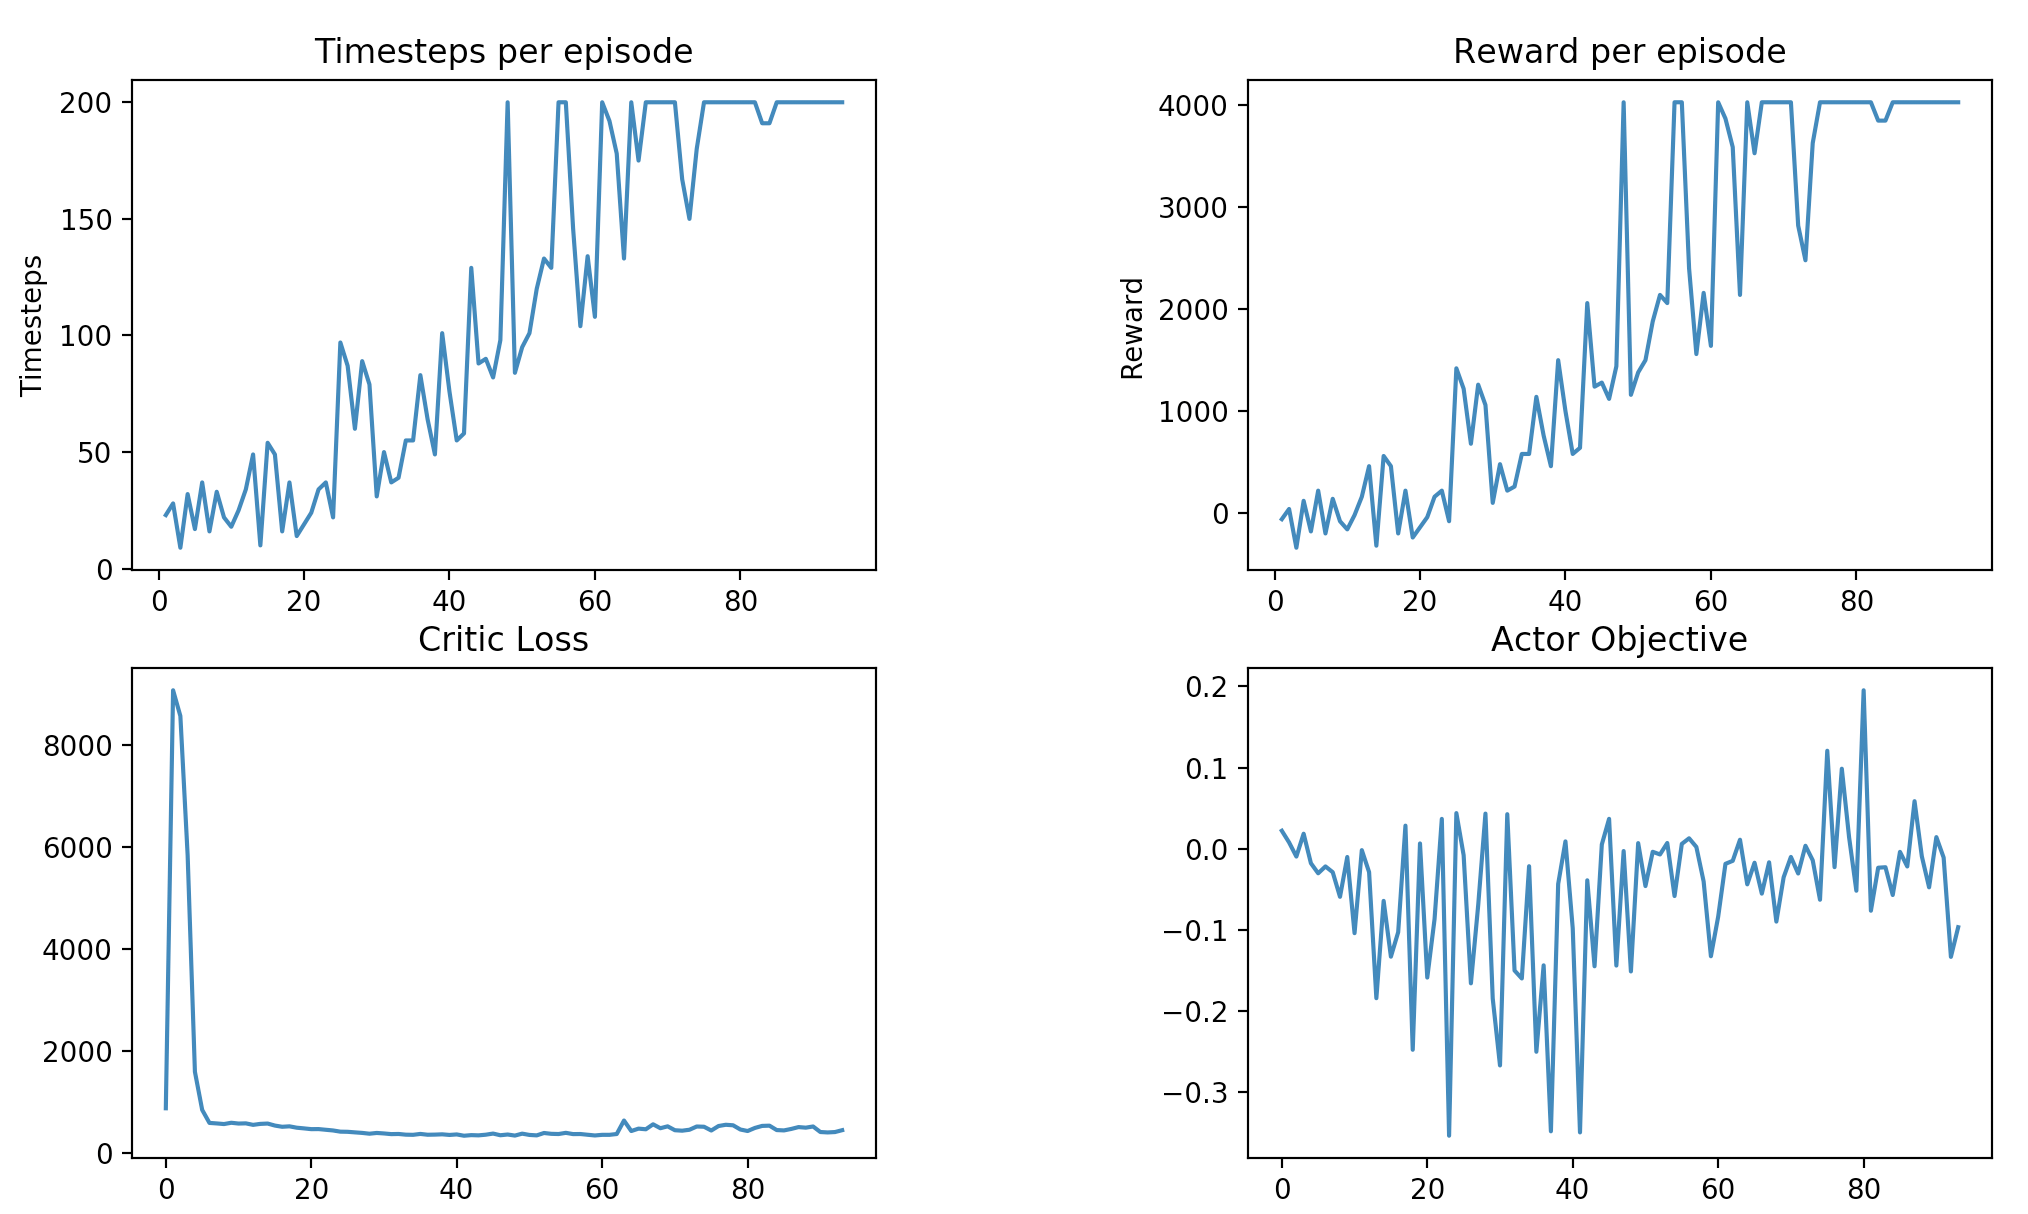 Timesteps per episode
Timesteps
200
150
100
50
0
0 20 40 60 80
Reward per episode
Reward
4000
3000
2000
1000
0
0 20 40 60 80
Critic Loss
8000
6000
4000
2000
0
0 20 40 60 80
Actor Objective
0.2
0.1
0.0
−0.1
−0.2
−0.3
0 20 40 60 80